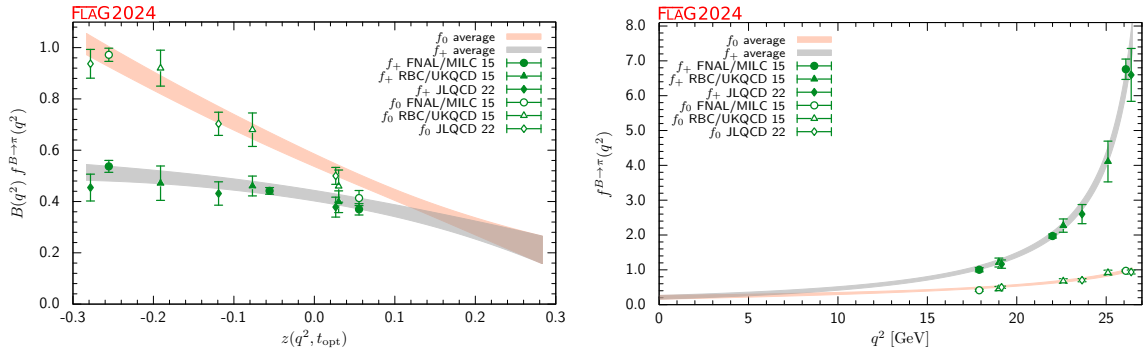 FLAG2024
f₀ average
f₊ average
f₊ FNAL/MILC 15
f₊ RBC/UKQCD 15
f₊ JLQCD 22
f₀ FNAL/MILC 15
f₀ RBC/UKQCD 15
f₀ JLQCD 22
B(q²) f^{B→π}(q²)
1.0
0.8
0.6
0.4
0.2
0.0
-0.3 -0.2 -0.1 0.0 0.1 0.2 0.3
z(q², t_opt)
FLAG2024
f₀ average
f₊ average
f₊ FNAL/MILC 15
f₊ RBC/UKQCD 15
f₊ JLQCD 22
f₀ FNAL/MILC 15
f₀ RBC/UKQCD 15
f₀ JLQCD 22
f^{B→π}(q²)
8.0
7.0
6.0
5.0
4.0
3.0
2.0
1.0
0.0
0 5 10 15 20 25
q² [GeV]